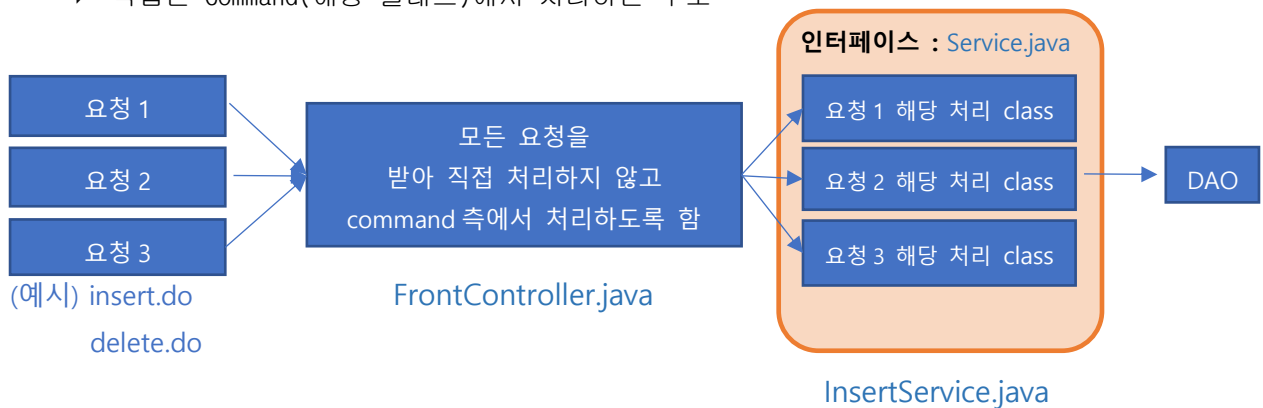 인터페이스 : Service.java
요청 1
요청 2
요청 3
(예시) insert.do
delete.do
모든 요청을
받아 직접 처리하지 않고
command 측에서 처리하도록 함
FrontController.java
요청 1 해당 처리 class
요청 2 해당 처리 class
요청 3 해당 처리 class
InsertService.java
DAO